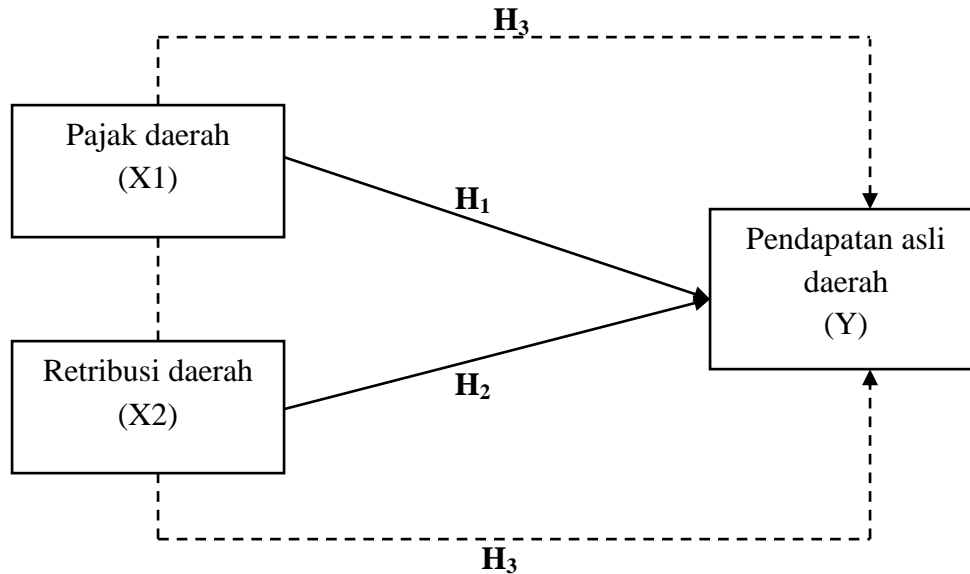 H₃
Pajak daerah
(X1)
H₁
Pendapatan asli
daerah
(Y)
Retribusi daerah
(X2)
H₂
H₃